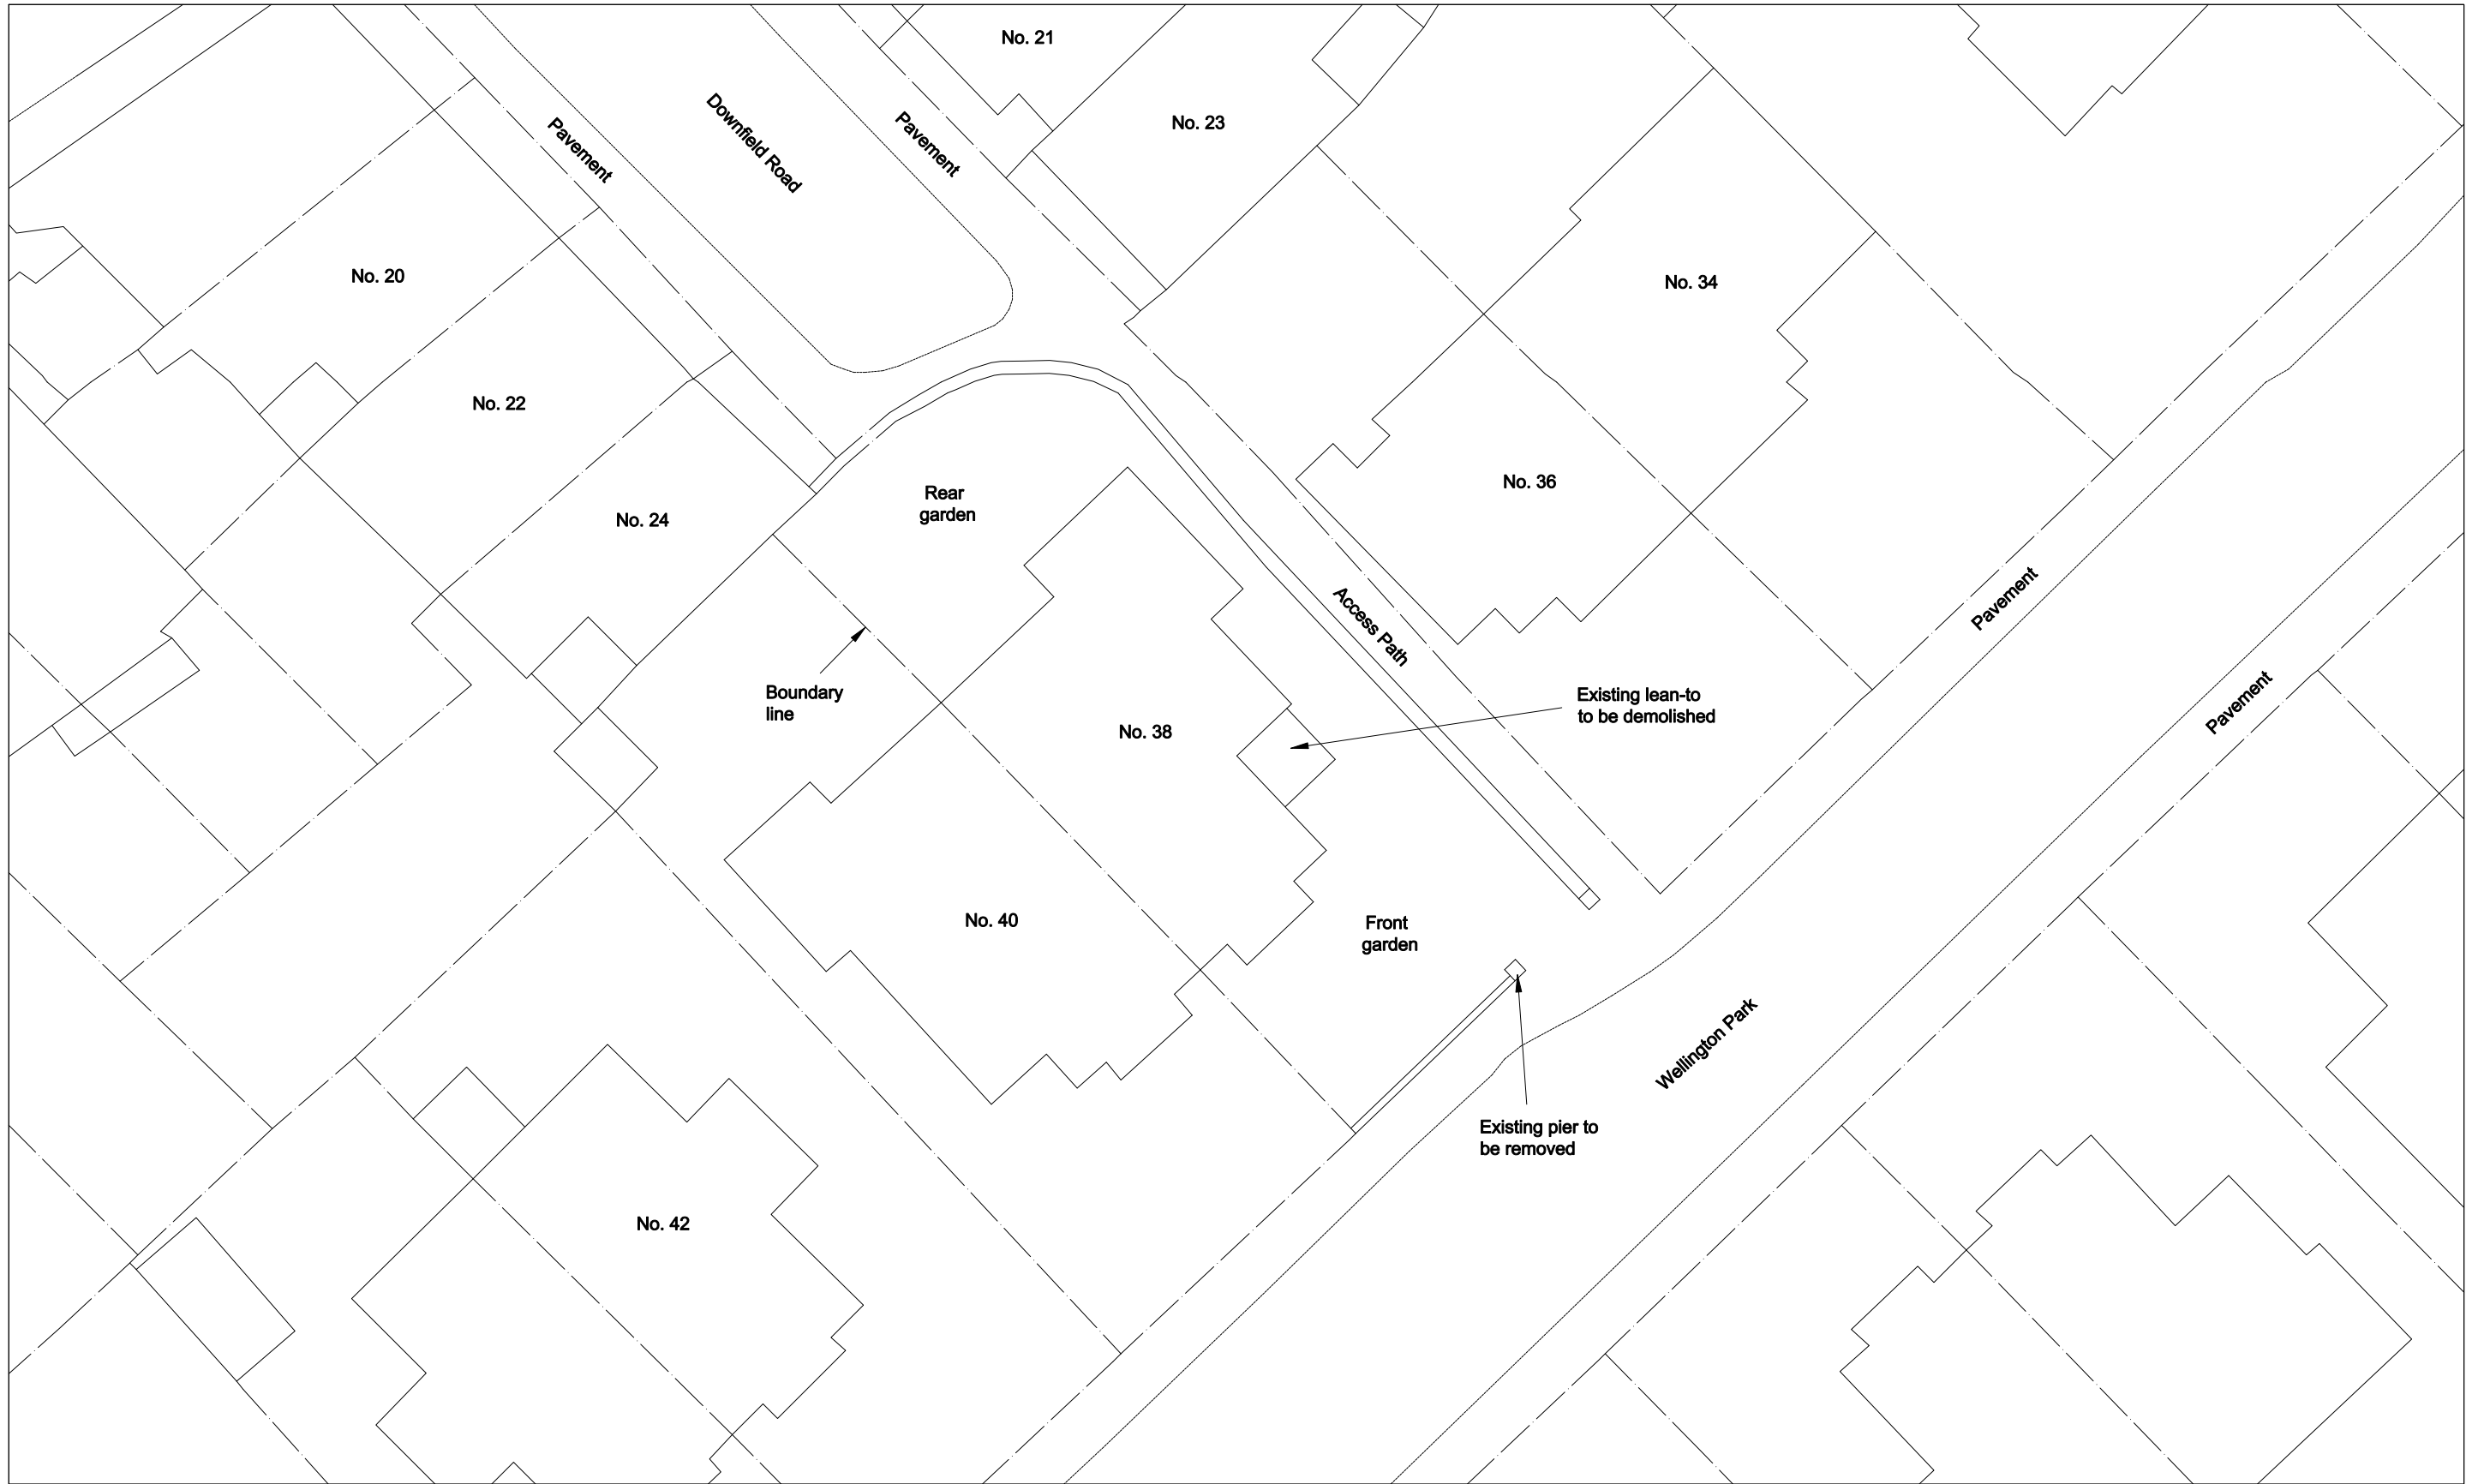 No. 21
No. 23
Pavement
Downfield Road
Pavement
No. 20
No. 34
No. 22
No. 36
Rear
garden
No. 24
Pavement
Access Path
Boundary
line
Existing lean-to
to be demolished
Pavement
No. 38
No. 40
Front
garden
Wellington Park
Existing pier to
be removed
No. 42